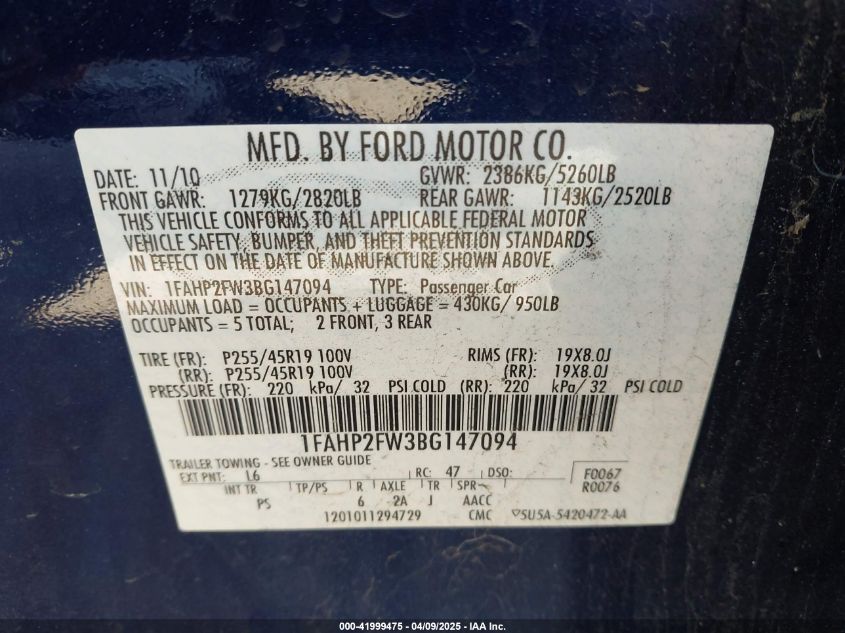 MFD. BY FORD MOTOR CO.
DATE: 11/10 GVWR: 2386KG/5260LB
FRONT GAWR: 1279KG/2820LB REAR GAWR: 1143KG/2520LB
THIS VEHICLE CONFORMS TO ALL APPLICABLE FEDERAL MOTOR
VEHICLE SAFETY, BUMPER, AND THEFT PREVENTION STANDARDS
IN EFFECT ON THE DATE OF MANUFACTURE SHOWN ABOVE.
VIN: 1FAHP2FW3BG147094 TYPE: Passenger Car
MAXIMUM LOAD = OCCUPANTS + LUGGAGE = 430KG/ 950LB
OCCUPANTS = 5 TOTAL; 2 FRONT, 3 REAR
TIRE (FR): P255/45R19 100V RIMS (FR): 19X8.0J
(RR): P255/45R19 100V (RR): 19X8.0J
PRESSURE (FR): 220 kPa/ 32 PSI COLD (RR): 220 kPa/ 32 PSI COLD
1FAHP2FW3BG147094
TRAILER TOWING - SEE OWNER GUIDE
EXT PNT: L6 RC: 47 DSO: F0067
INT TR TP/PS R AXLE TR SPR R0076
PS 6 2A J AACC
1201011294729 CMC 5U5A-5420472-AA
000-41999475 - 04/09/2025 - IAA Inc.